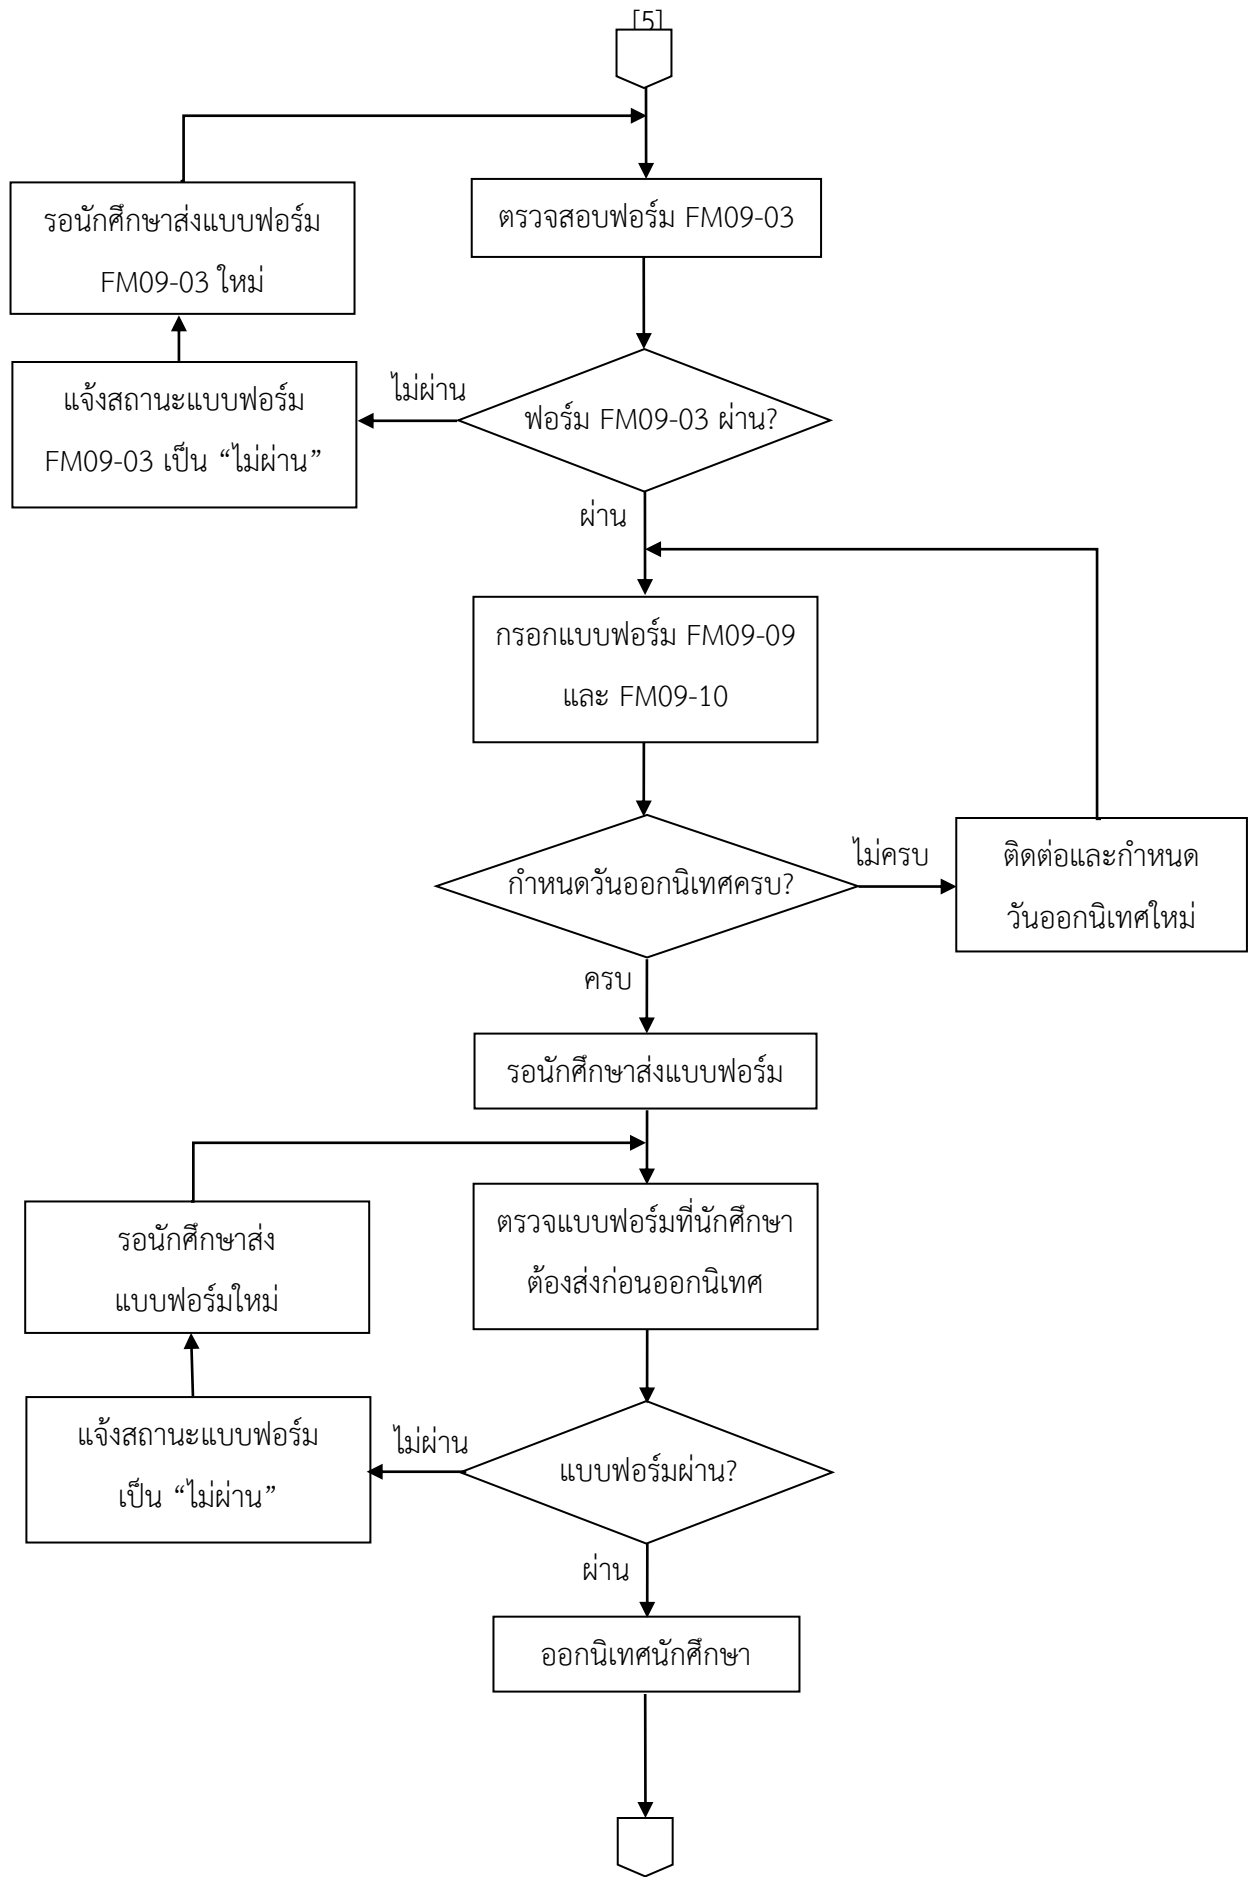 [5]
รอนักศึกษาส่งแบบฟอร์ม
FM09-03 ใหม่
ตรวจสอบฟอร์ม FM09-03
แจ้งสถานะแบบฟอร์ม
FM09-03 เป็น “ไม่ผ่าน”
ไม่ผ่าน
ฟอร์ม FM09-03 ผ่าน?
ผ่าน
กรอกแบบฟอร์ม FM09-09
และ FM09-10
กำหนดวันออกนิเทศครบ?
ไม่ครบ
ติดต่อและกำหนด
วันออกนิเทศใหม่
ครบ
รอนักศึกษาส่งแบบฟอร์ม
รอนักศึกษาส่ง
แบบฟอร์มใหม่
ตรวจแบบฟอร์มที่นักศึกษา
ต้องส่งก่อนออกนิเทศ
แจ้งสถานะแบบฟอร์ม
เป็น “ไม่ผ่าน”
ไม่ผ่าน
แบบฟอร์มผ่าน?
ผ่าน
ออกนิเทศนักศึกษา